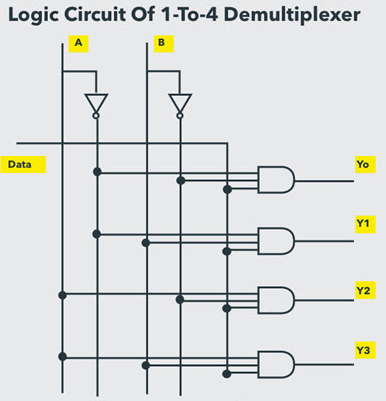 Logic Circuit Of 1-To-4 Demultiplexer
A B
Data
Yo
Y1
Y2
Y3